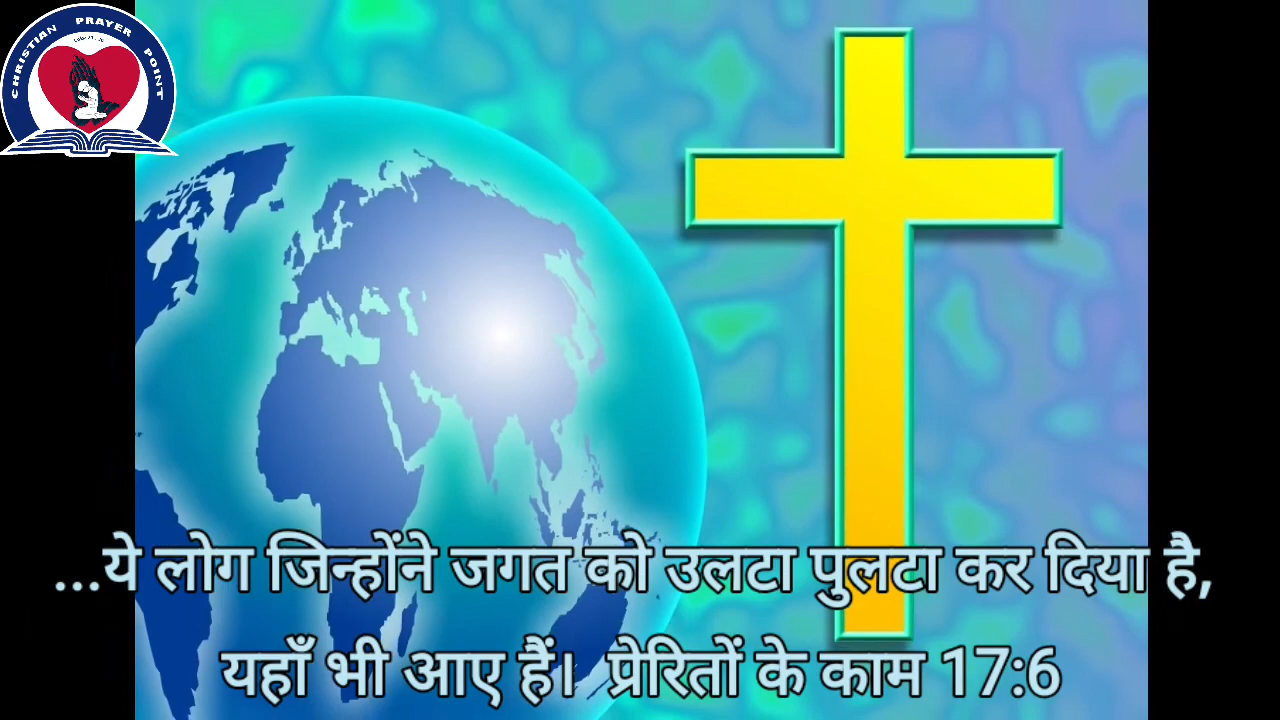 CHRISTIAN PRAYER POINT
...ये लोग जिन्होंने जगत को उलटा पुलटा कर दिया है,
यहाँ भी आए हैं। प्रेरितों के काम 17:6